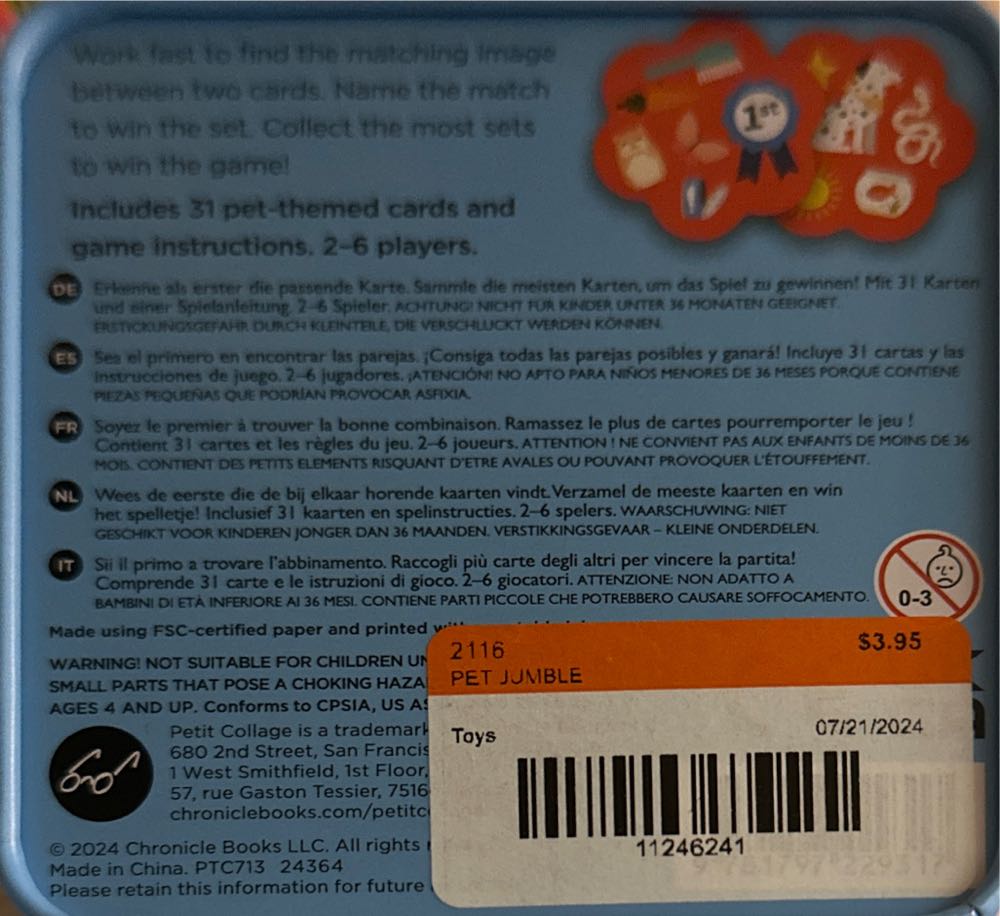 Work fast to find the matching image
between two cards. Name the match
to win the set. Collect the most sets
to win the game!
Includes 31 pet-themed cards and
game instructions. 2–6 players.
1st
DE Erkenne als erster die passende Karte. Sammle die meisten Karten, um das Spiel zu gewinnen! Mit 31 Karten
und einer Spielanleitung. 2–6 Spieler. ACHTUNG! NICHT FÜR KINDER UNTER 36 MONATEN GEEIGNET.
ERSTICKUNGSGEFAHR DURCH KLEINTEILE, DIE VERSCHLUCKT WERDEN KÖNNEN.
ES Sea el primero en encontrar las parejas. ¡Consiga todas las parejas posibles y ganará! Incluye 31 cartas y las
instrucciones de juego. 2–6 jugadores. ¡ATENCIÓN! NO APTO PARA NIÑOS MENORES DE 36 MESES PORQUE CONTIENE
PIEZAS PEQUEÑAS QUE PODRÍAN PROVOCAR ASFIXIA.
FR Soyez le premier à trouver la bonne combinaison. Ramassez le plus de cartes pourremporter le jeu !
Contient 31 cartes et les règles du jeu. 2–6 joueurs. ATTENTION ! NE CONVIENT PAS AUX ENFANTS DE MOINS DE 36
MOIS. CONTIENT DES PETITS ELEMENTS RISQUANT D'ETRE AVALES OU POUVANT PROVOQUER L'ÉTOUFFEMENT.
NL Wees de eerste die de bij elkaar horende kaarten vindt. Verzamel de meeste kaarten en win
het spelletje! Inclusief 31 kaarten en spelinstructies. 2–6 spelers. WAARSCHUWING: NIET
GESCHIKT VOOR KINDEREN JONGER DAN 36 MAANDEN. VERSTIKKINGSGEVAAR – KLEINE ONDERDELEN.
IT Sii il primo a trovare l'abbinamento. Raccogli più carte degli altri per vincere la partita!
Comprende 31 carte e le istruzioni di gioco. 2–6 giocatori. ATTENZIONE: NON ADATTO A
BAMBINI DI ETÀ INFERIORE AI 36 MESI. CONTIENE PARTI PICCOLE CHE POTREBBERO CAUSARE SOFFOCAMENTO.
0-3
Made using FSC-certified paper and printed
WARNING! NOT SUITABLE FOR CHILDREN UN
SMALL PARTS THAT POSE A CHOKING HAZA
AGES 4 AND UP. Conforms to CPSIA, US AS
Petit Collage is a trademark
680 2nd Street, San Francis
1 West Smithfield, 1st Floor,
57, rue Gaston Tessier, 7516
chroniclebooks.com/petitc
© 2024 Chronicle Books LLC. All rights
Made in China. PTC713 24364
Please retain this information for future
2116 $3.95
PET JUMBLE
Toys 07/21/2024
11246241